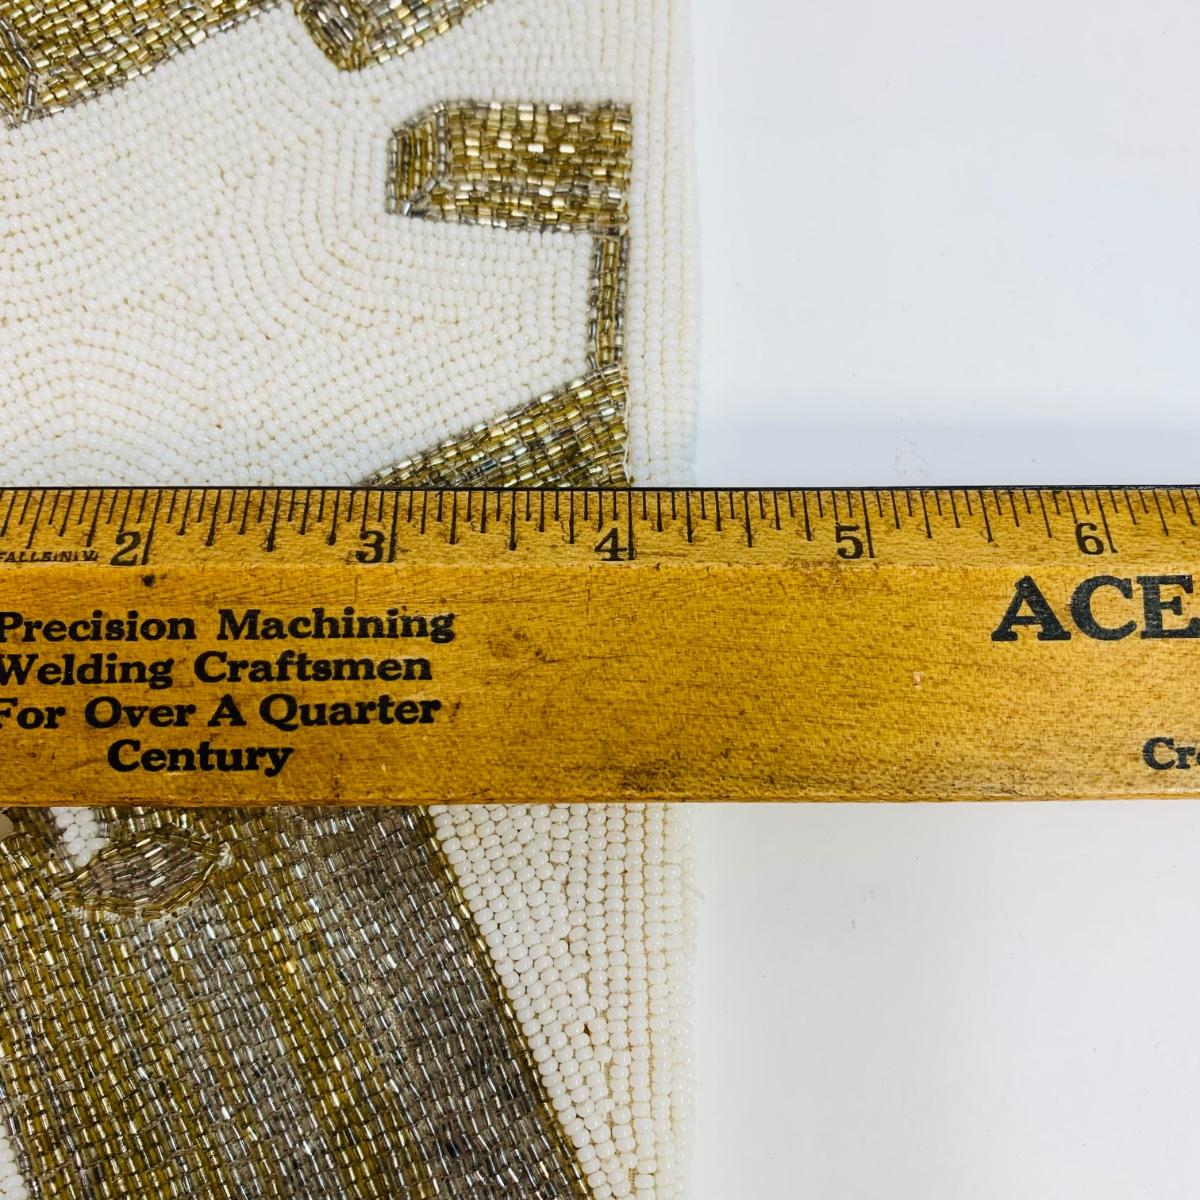 2 3 4 5 6
Precision Machining
Welding Craftsmen
For Over A Quarter
Century
ACE